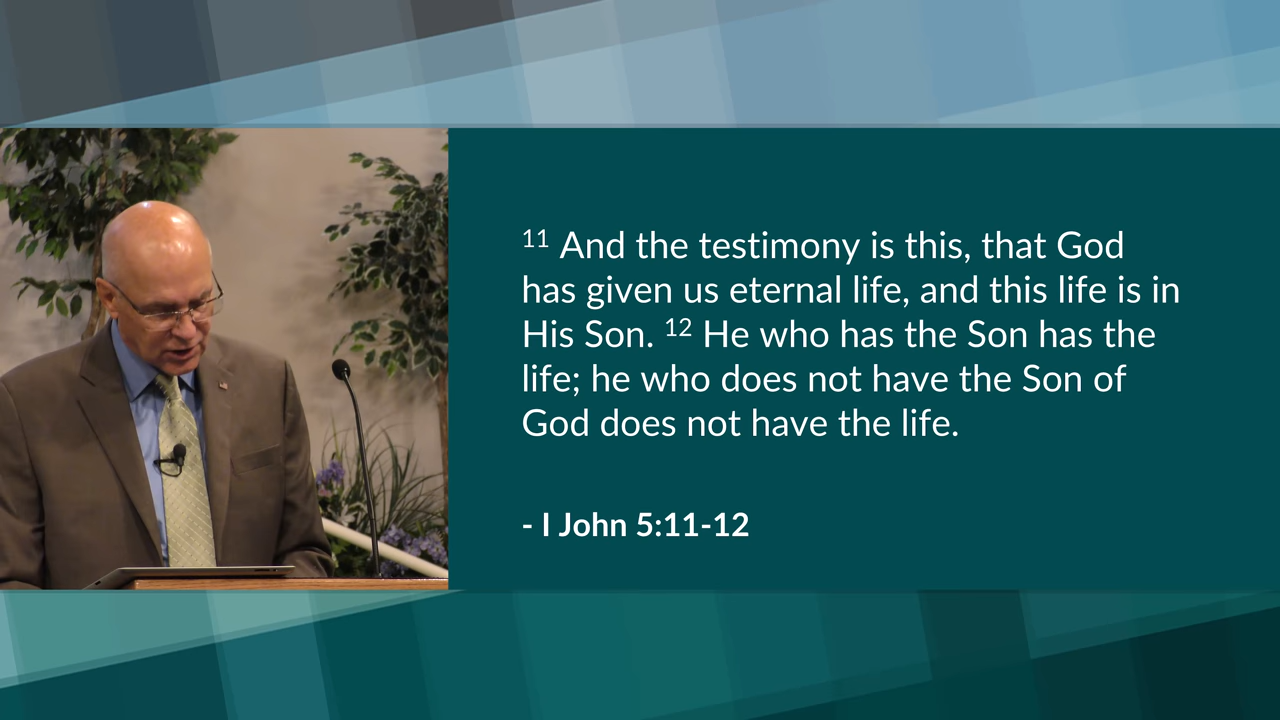 11 And the testimony is this, that God
has given us eternal life, and this life is in
His Son. 12 He who has the Son has the
life; he who does not have the Son of
God does not have the life.
- I John 5:11-12